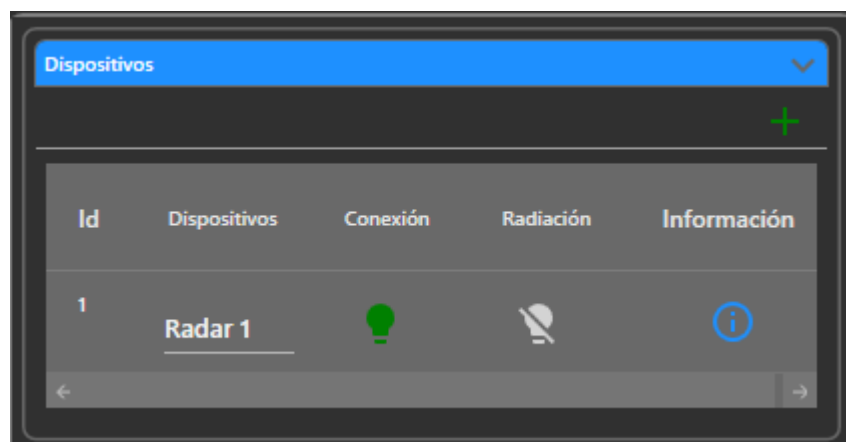 Dispositivos
Id Dispositivos Conexión Radiación Información
1
Radar 1